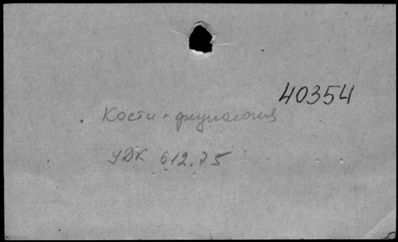 40354
Кости - физиология
УДК 612.75